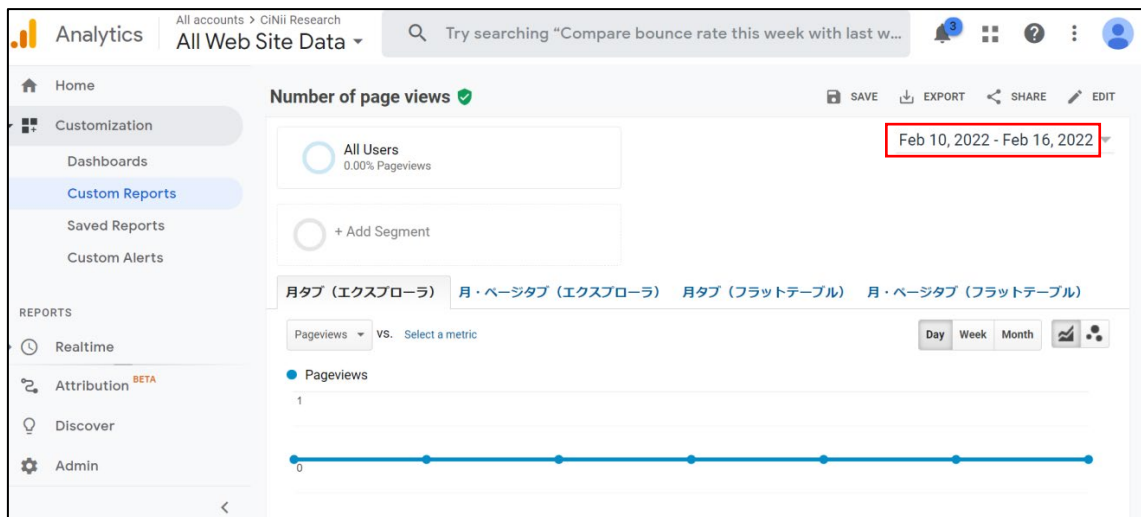 Analytics
All accounts > CiNii Research
All Web Site Data
Try searching “Compare bounce rate this week with last w...
3
Home
Customization
Dashboards
Custom Reports
Saved Reports
Custom Alerts
REPORTS
Realtime
Attribution BETA
Discover
Admin
Number of page views
SAVE
EXPORT
SHARE
EDIT
All Users
0.00% Pageviews
Feb 10, 2022 - Feb 16, 2022
+ Add Segment
月タブ（エクスプローラ）
月・ページタブ（エクスプローラ）
月タブ（フラットテーブル）
月・ページタブ（フラットテーブル）
Pageviews VS. Select a metric
Day Week Month
Pageviews
1
0